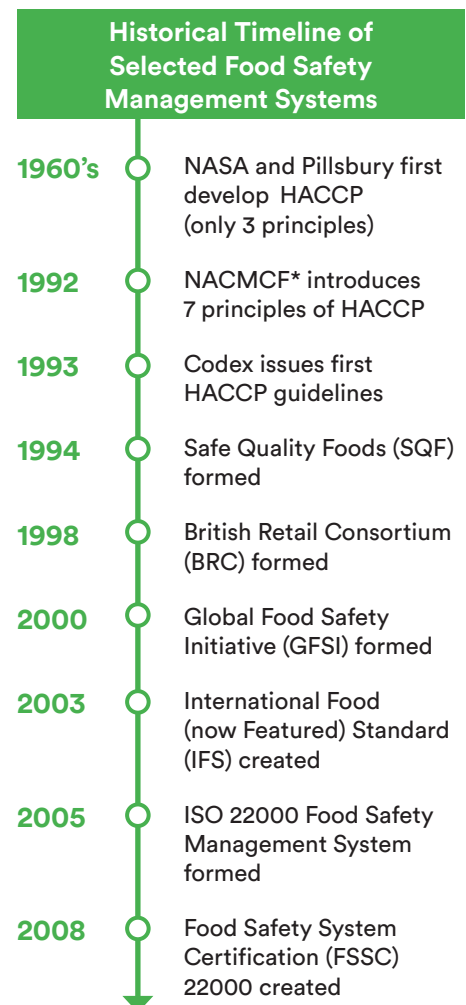 Historical Timeline of
Selected Food Safety
Management Systems
1960’s
NASA and Pillsbury first
develop HACCP
(only 3 principles)
1992
NACMCF* introduces
7 principles of HACCP
1993
Codex issues first
HACCP guidelines
1994
Safe Quality Foods (SQF)
formed
1998
British Retail Consortium
(BRC) formed
2000
Global Food Safety
Initiative (GFSI) formed
2003
International Food
(now Featured) Standard
(IFS) created
2005
ISO 22000 Food Safety
Management System
formed
2008
Food Safety System
Certification (FSSC)
22000 created